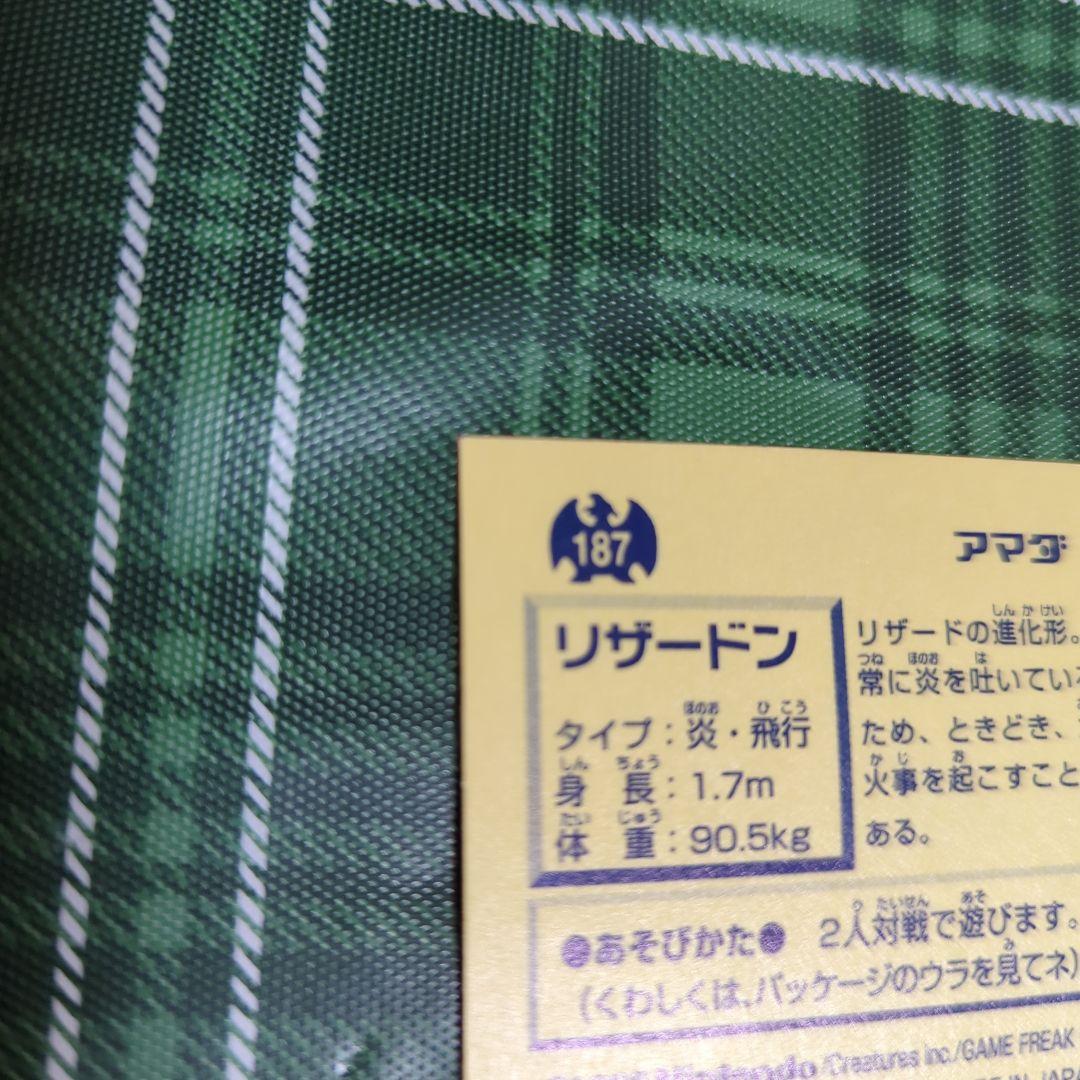 187
アマダ
リザードン
タイプ：炎・飛行
身長：1.7m
体重：90.5kg
リザードの進化形。
常に炎を吐いている
ため、ときどき、
火事を起こすこと
ある。
●あそびかた● 2人対戦で遊びます。
(くわしくは、パッケージのウラを見てネ)
Nintendo/Creatures inc./GAME FREAK
IN JAPA